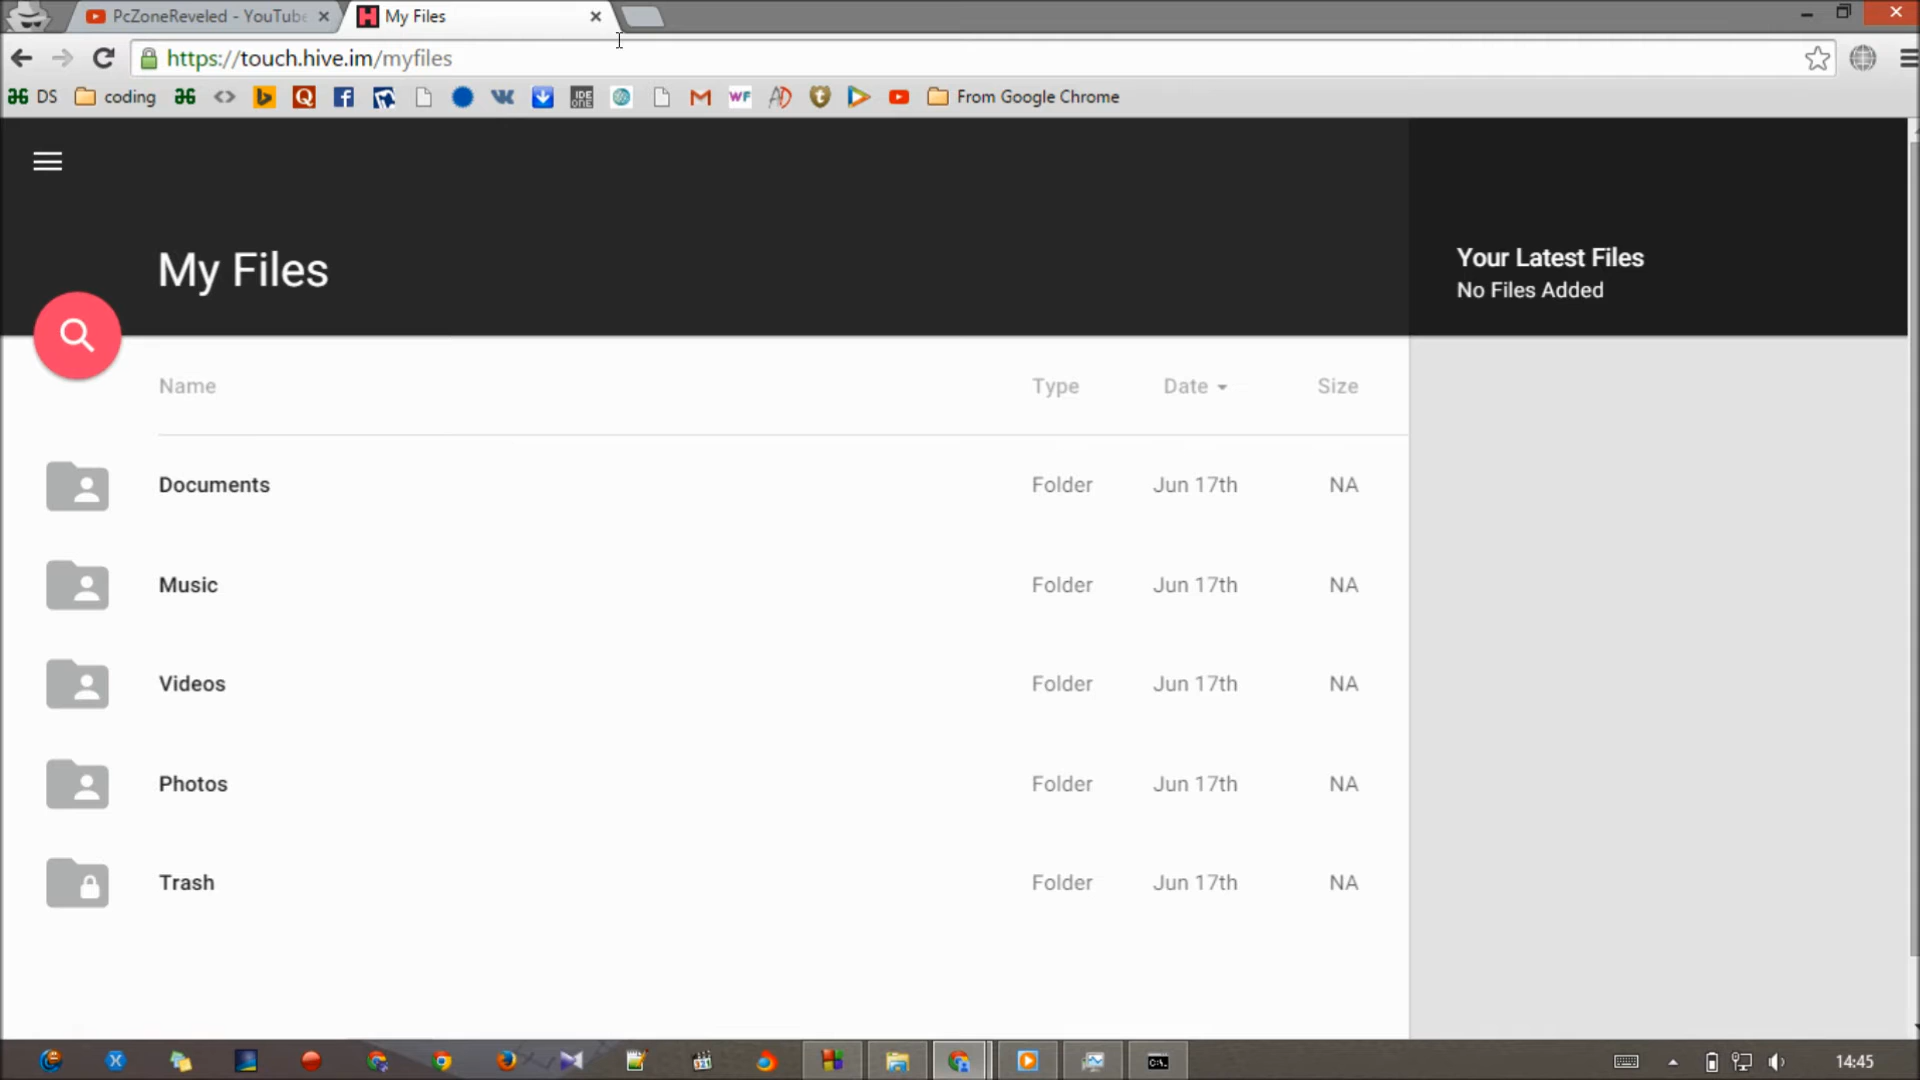 PcZoneReveled - YouTube
My Files
https://touch.hive.im/myfiles
DS
coding
From Google Chrome
My Files
Your Latest Files
No Files Added
Name Type Date Size
Documents Folder Jun 17th NA
Music Folder Jun 17th NA
Videos Folder Jun 17th NA
Photos Folder Jun 17th NA
Trash Folder Jun 17th NA
14:45